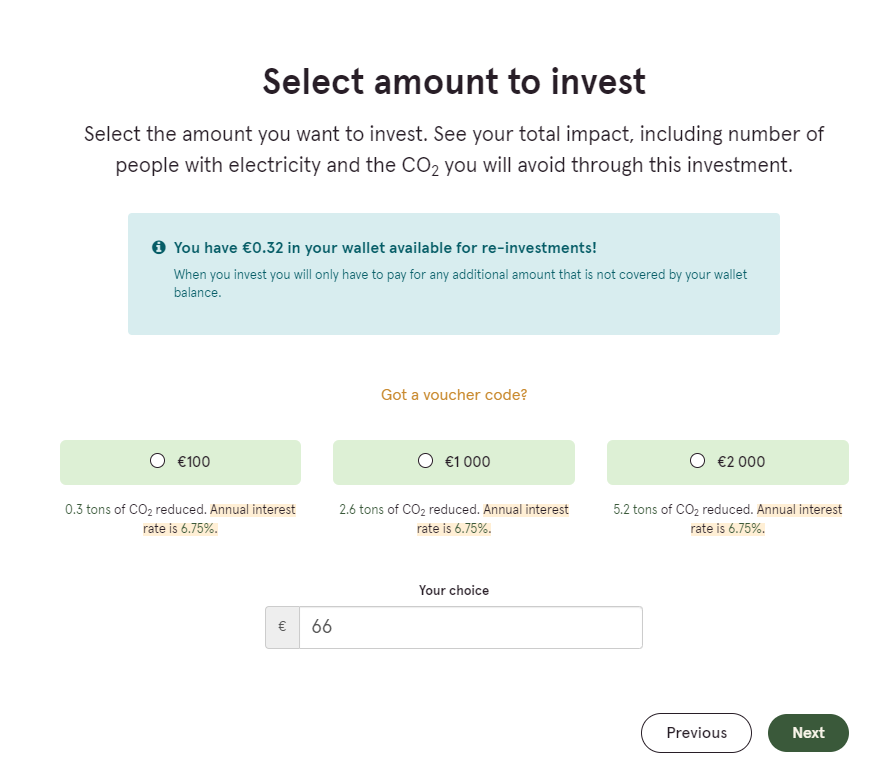 Select amount to invest
Select the amount you want to invest. See your total impact, including number of
people with electricity and the CO₂ you will avoid through this investment.
You have €0.32 in your wallet available for re-investments!
When you invest you will only have to pay for any additional amount that is not covered by your wallet
balance.
Got a voucher code?
€100
0.3 tons of CO₂ reduced. Annual interest
rate is 6.75%.
€1 000
2.6 tons of CO₂ reduced. Annual interest
rate is 6.75%.
€2 000
5.2 tons of CO₂ reduced. Annual interest
rate is 6.75%.
Your choice
€ 66
Previous Next